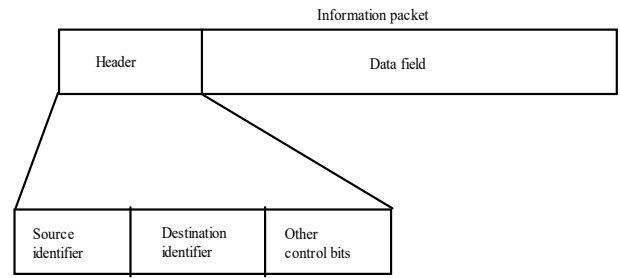 Information packet
Header
Data field
Source
identifier
Destination
identifier
Other
control bits